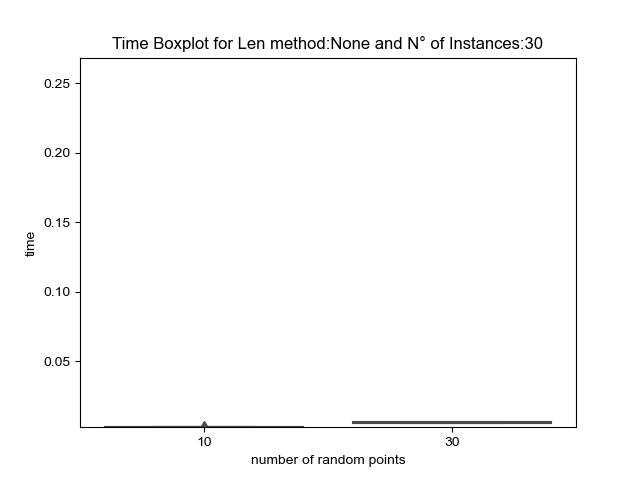 Time Boxplot for Len method:None and N° of Instances:30
0.25
0.20
0.15
0.10
0.05
time
10 30
number of random points